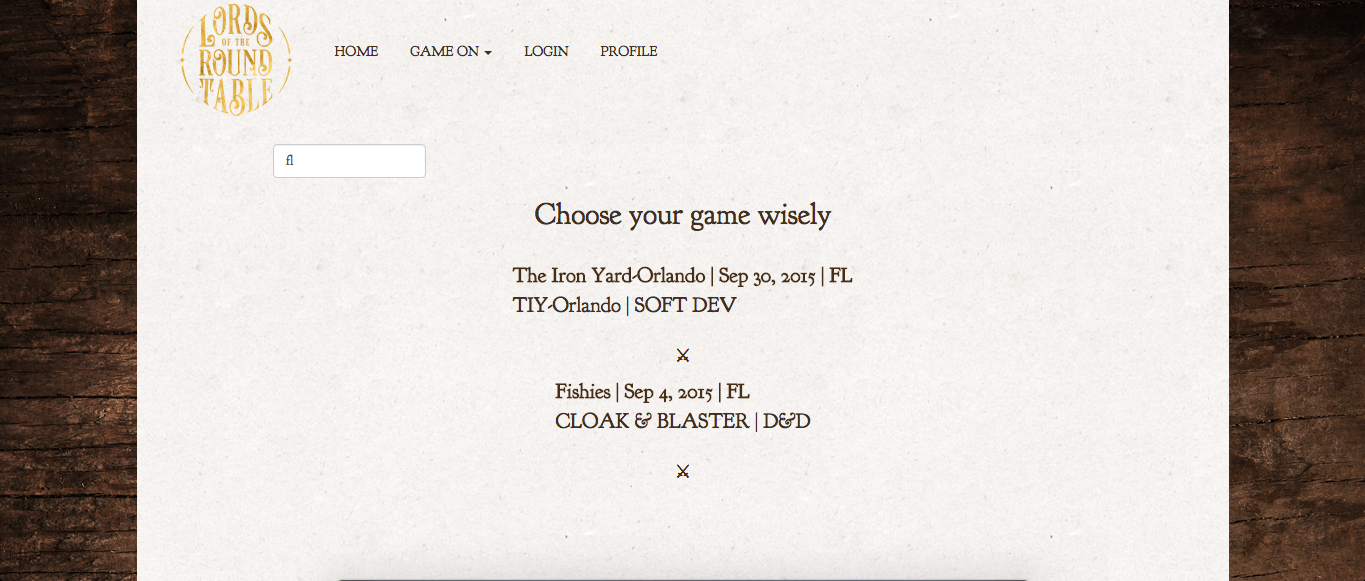 LORDS
OF THE
ROUND
TABLE
HOME
GAME ON
LOGIN
PROFILE
fl
Choose your game wisely
The Iron Yard-Orlando | Sep 30, 2015 | FL
TIY-Orlando | SOFT DEV
Fishies | Sep 4, 2015 | FL
CLOAK & BLASTER | D&D